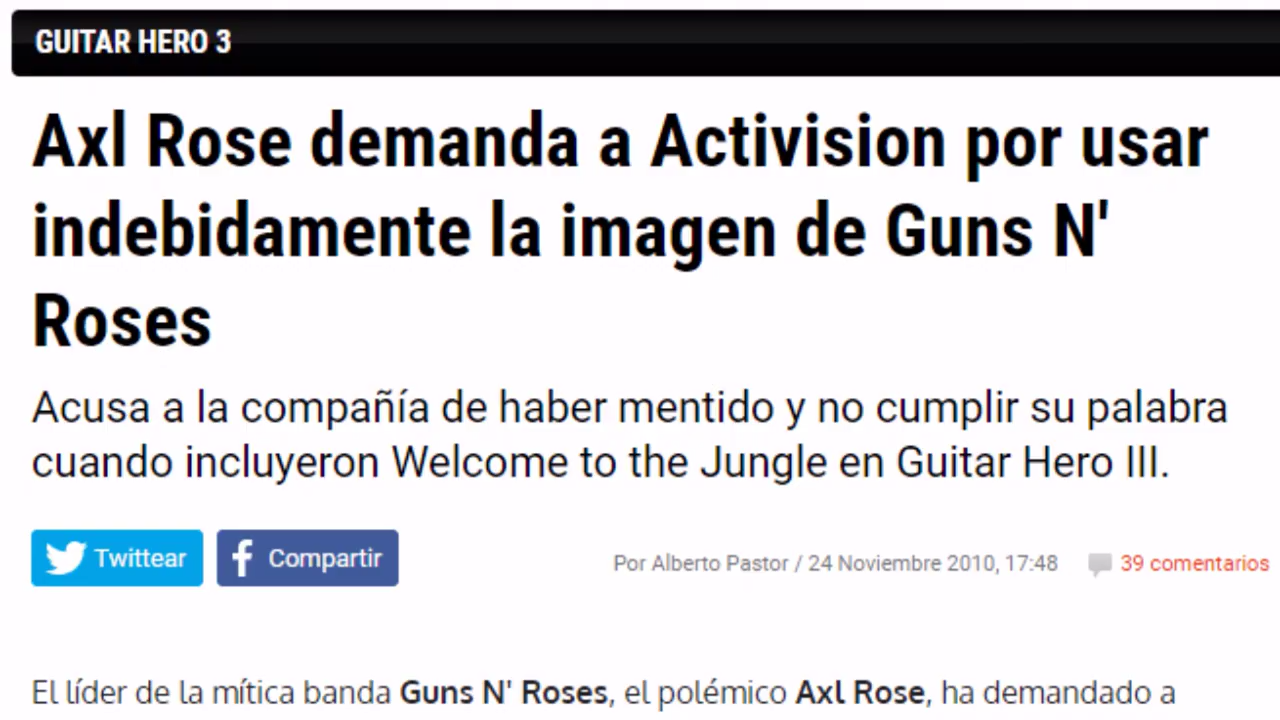 GUITAR HERO 3
Axl Rose demanda a Activision por usar
indebidamente la imagen de Guns N'
Roses
Acusa a la compañía de haber mentido y no cumplir su palabra
cuando incluyeron Welcome to the Jungle en Guitar Hero III.
Twittear Compartir Por Alberto Pastor / 24 Noviembre 2010, 17:48 39 comentarios
El líder de la mítica banda Guns N' Roses, el polémico Axl Rose, ha demandado a